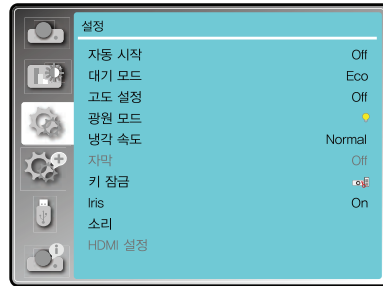 설정
자동 시작 Off
대기 모드 Eco
고도 설정 Off
광원 모드
냉각 속도 Normal
자막 Off
키 잠금
Iris On
소리
HDMI 설정